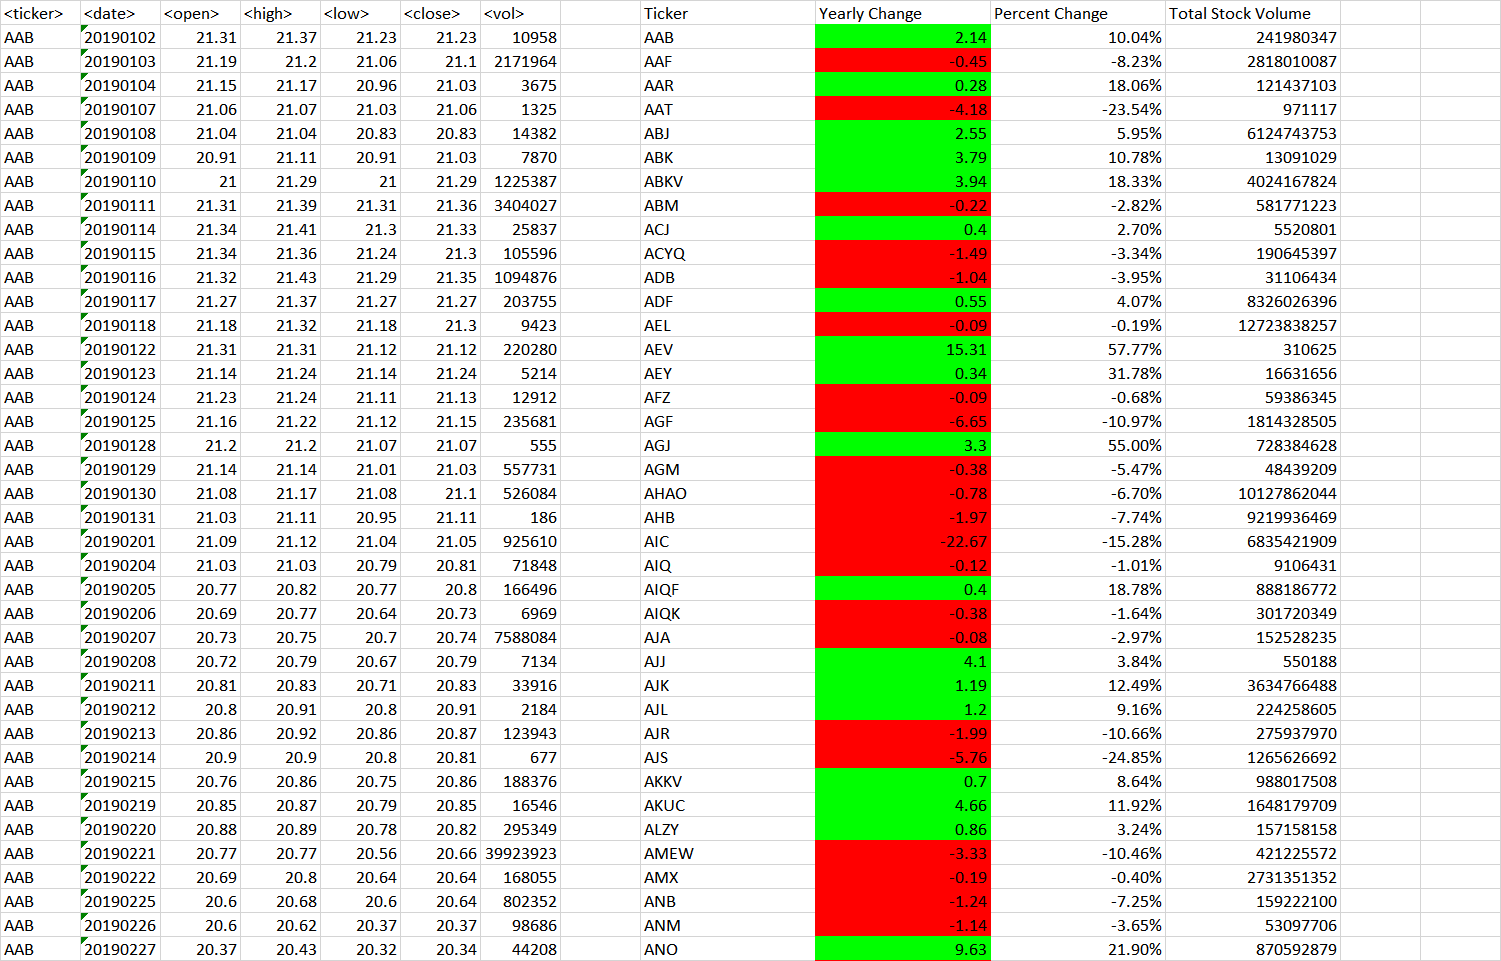 <ticker> <date> <open> <high> <low> <close> <vol> Ticker Yearly Change Percent Change Total Stock Volume
AAB 20190102 21.31 21.37 21.23 21.23 10958 AAB 2.14 10.04% 241980347
AAB 20190103 21.19 21.2 21.06 21.1 2171964 AAF -0.45 -8.23% 2818010087
AAB 20190104 21.15 21.17 20.96 21.03 3675 AAR 0.28 18.06% 121437103
AAB 20190107 21.06 21.07 21.03 21.06 1325 AAT -4.18 -23.54% 971117
AAB 20190108 21.04 21.04 20.83 20.83 14382 ABJ 2.55 5.95% 6124743753
AAB 20190109 20.91 21.11 20.91 21.03 7870 ABK 3.79 10.78% 13091029
AAB 20190110 21 21.29 21 21.29 1225387 ABKV 3.94 18.33% 4024167824
AAB 20190111 21.31 21.39 21.31 21.36 3404027 ABM -0.22 -2.82% 581771223
AAB 20190114 21.34 21.41 21.3 21.33 25837 ACJ 0.4 2.70% 5520801
AAB 20190115 21.34 21.36 21.24 21.3 105596 ACYQ -1.49 -3.34% 190645397
AAB 20190116 21.32 21.43 21.29 21.35 1094876 ADB -1.04 -3.95% 31106434
AAB 20190117 21.27 21.37 21.27 21.27 203755 ADF 0.55 4.07% 8326026396
AAB 20190118 21.18 21.32 21.18 21.3 9423 AEL -0.09 -0.19% 12723838257
AAB 20190122 21.31 21.31 21.12 21.12 220280 AEV 15.31 57.77% 310625
AAB 20190123 21.14 21.24 21.14 21.24 5214 AEY 0.34 31.78% 16631656
AAB 20190124 21.23 21.24 21.11 21.13 12912 AFZ -0.09 -0.68% 59386345
AAB 20190125 21.16 21.22 21.12 21.15 235681 AGF -6.65 -10.97% 1814328505
AAB 20190128 21.2 21.2 21.07 21.07 555 AGJ 3.3 55.00% 728384628
AAB 20190129 21.14 21.14 21.01 21.03 557731 AGM -0.38 -5.47% 48439209
AAB 20190130 21.08 21.17 21.08 21.1 526084 AHAO -0.78 -6.70% 10127862044
AAB 20190131 21.03 21.11 20.95 21.11 186 AHB -1.97 -7.74% 9219936469
AAB 20190201 21.09 21.12 21.04 21.05 925610 AIC -22.67 -15.28% 6835421909
AAB 20190204 21.03 21.03 20.79 20.81 71848 AIQ -0.12 -1.01% 9106431
AAB 20190205 20.77 20.82 20.77 20.8 166496 AIQF 0.4 18.78% 888186772
AAB 20190206 20.69 20.77 20.64 20.73 6969 AIQK -0.38 -1.64% 301720349
AAB 20190207 20.73 20.75 20.7 20.74 7588084 AJA -0.08 -2.97% 152528235
AAB 20190208 20.72 20.79 20.67 20.79 7134 AJJ 4.1 3.84% 550188
AAB 20190211 20.81 20.83 20.71 20.83 33916 AJK 1.19 12.49% 3634766488
AAB 20190212 20.8 20.91 20.8 20.91 2184 AJL 1.2 9.16% 224258605
AAB 20190213 20.86 20.92 20.86 20.87 123943 AJR -1.99 -10.66% 275937970
AAB 20190214 20.9 20.9 20.8 20.81 677 AJS -5.76 -24.85% 1265626692
AAB 20190215 20.76 20.86 20.75 20.86 188376 AKKV 0.7 8.64% 988017508
AAB 20190219 20.85 20.87 20.79 20.85 16546 AKUC 4.66 11.92% 1648179709
AAB 20190220 20.88 20.89 20.78 20.82 295349 ALZY 0.86 3.24% 157158158
AAB 20190221 20.77 20.77 20.56 20.66 39923923 AMEW -3.33 -10.46% 421225572
AAB 20190222 20.69 20.8 20.64 20.64 168055 AMX -0.19 -0.40% 2731351352
AAB 20190225 20.6 20.68 20.6 20.64 802352 ANB -1.24 -7.25% 159222100
AAB 20190226 20.6 20.62 20.37 20.37 98686 ANM -1.14 -3.65% 53097706
AAB 20190227 20.37 20.43 20.32 20.34 44208 ANO 9.63 21.90% 870592879